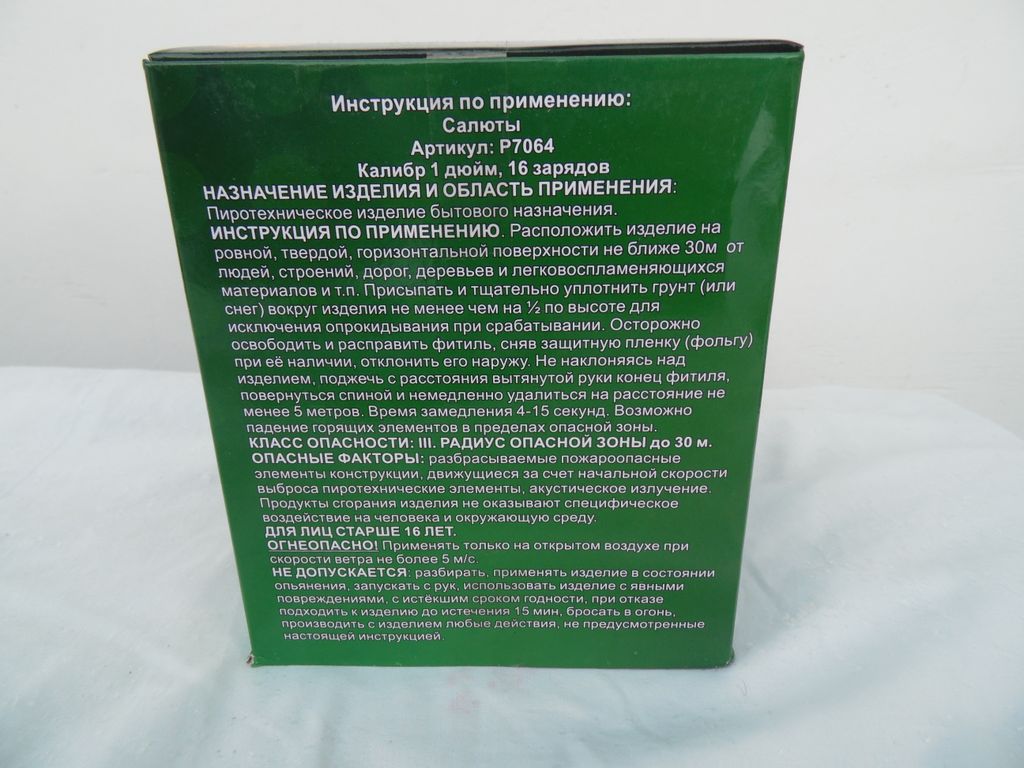 Инструкция по применению:
Салюты
Артикул: Р7064
Калибр 1 дюйм, 16 зарядов
НАЗНАЧЕНИЕ ИЗДЕЛИЯ И ОБЛАСТЬ ПРИМЕНЕНИЯ:
Пиротехническое изделие бытового назначения.
ИНСТРУКЦИЯ ПО ПРИМЕНЕНИЮ. Расположить изделие на
ровной, твердой, горизонтальной поверхности не ближе 30м от
людей, строений, дорог, деревьев и легковоспламеняющихся
материалов и т.п. Присыпать и тщательно уплотнить грунт (или
снег) вокруг изделия не менее чем на ½ по высоте для
исключения опрокидывания при срабатывании. Осторожно
освободить и расправить фитиль, сняв защитную пленку (фольгу)
при её наличии, отклонить его наружу. Не наклоняясь над
изделием, поджечь с расстояния вытянутой руки конец фитиля,
повернуться спиной и немедленно удалиться на расстояние не
менее 5 метров. Время замедления 4-15 секунд. Возможно
падение горящих элементов в пределах опасной зоны.
КЛАСС ОПАСНОСТИ: III. РАДИУС ОПАСНОЙ ЗОНЫ до 30 м.
ОПАСНЫЕ ФАКТОРЫ: разбрасываемые пожароопасные
элементы конструкции, движущиеся за счет начальной скорости
выброса пиротехнические элементы, акустическое излучение.
Продукты сгорания изделия не оказывают специфическое
воздействие на человека и окружающую среду.
ДЛЯ ЛИЦ СТАРШЕ 16 ЛЕТ.
ОГНЕОПАСНО! Применять только на открытом воздухе при
скорости ветра не более 5 м/с.
НЕ ДОПУСКАЕТСЯ: разбирать, применять изделие в состоянии
опьянения, запускать с рук, использовать изделие с явными
повреждениями, с истёкшим сроком годности, при отказе
подходить к изделию до истечения 15 мин, бросать в огонь,
производить с изделием любые действия, не предусмотренные
настоящей инструкцией.